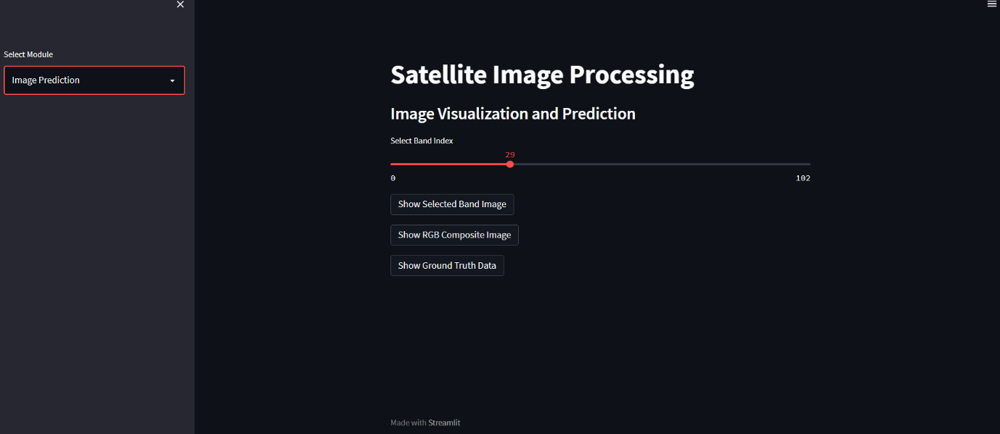 Select Module
Image Prediction
Satellite Image Processing
Image Visualization and Prediction
Select Band Index
29
0 102
Show Selected Band Image
Show RGB Composite Image
Show Ground Truth Data
Made with Streamlit